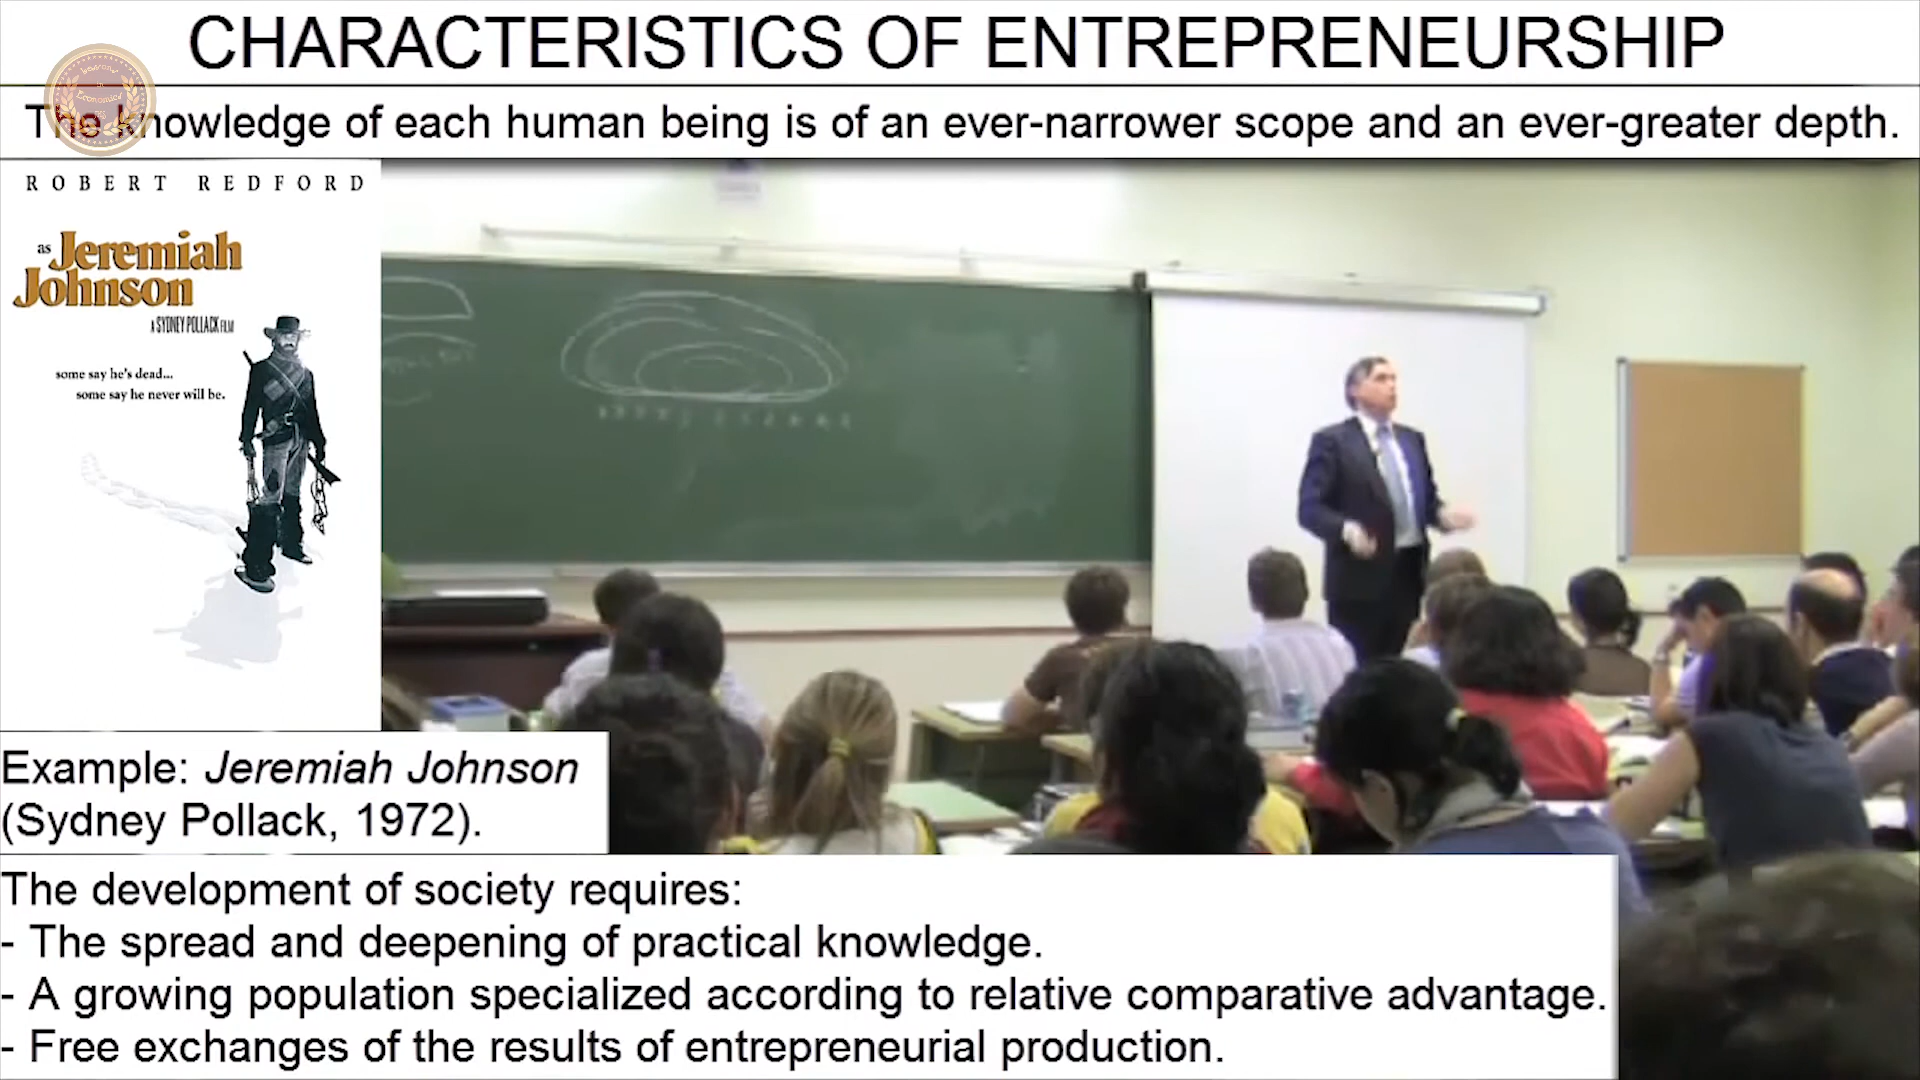 CHARACTERISTICS OF ENTREPRENEURSHIP
The knowledge of each human being is of an ever-narrower scope and an ever-greater depth.
ROBERT REDFORD
as Jeremiah
Johnson
A SYDNEY POLLACK FILM
some say he's dead...
some say he never will be.
Example: Jeremiah Johnson
(Sydney Pollack, 1972).
The development of society requires:
- The spread and deepening of practical knowledge.
- A growing population specialized according to relative comparative advantage.
- Free exchanges of the results of entrepreneurial production.